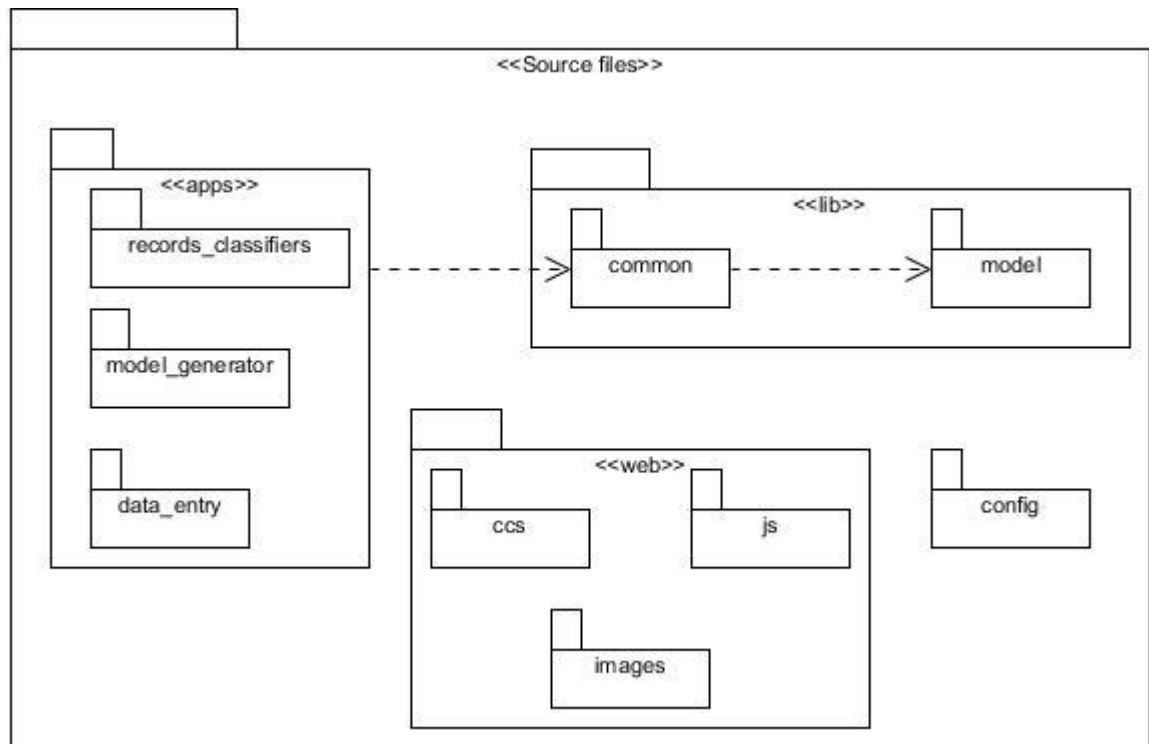 <<Source files>>
<<apps>>
records_classifiers
model_generator
data_entry
<<lib>>
common
model
<<web>>
ccs
js
images
config